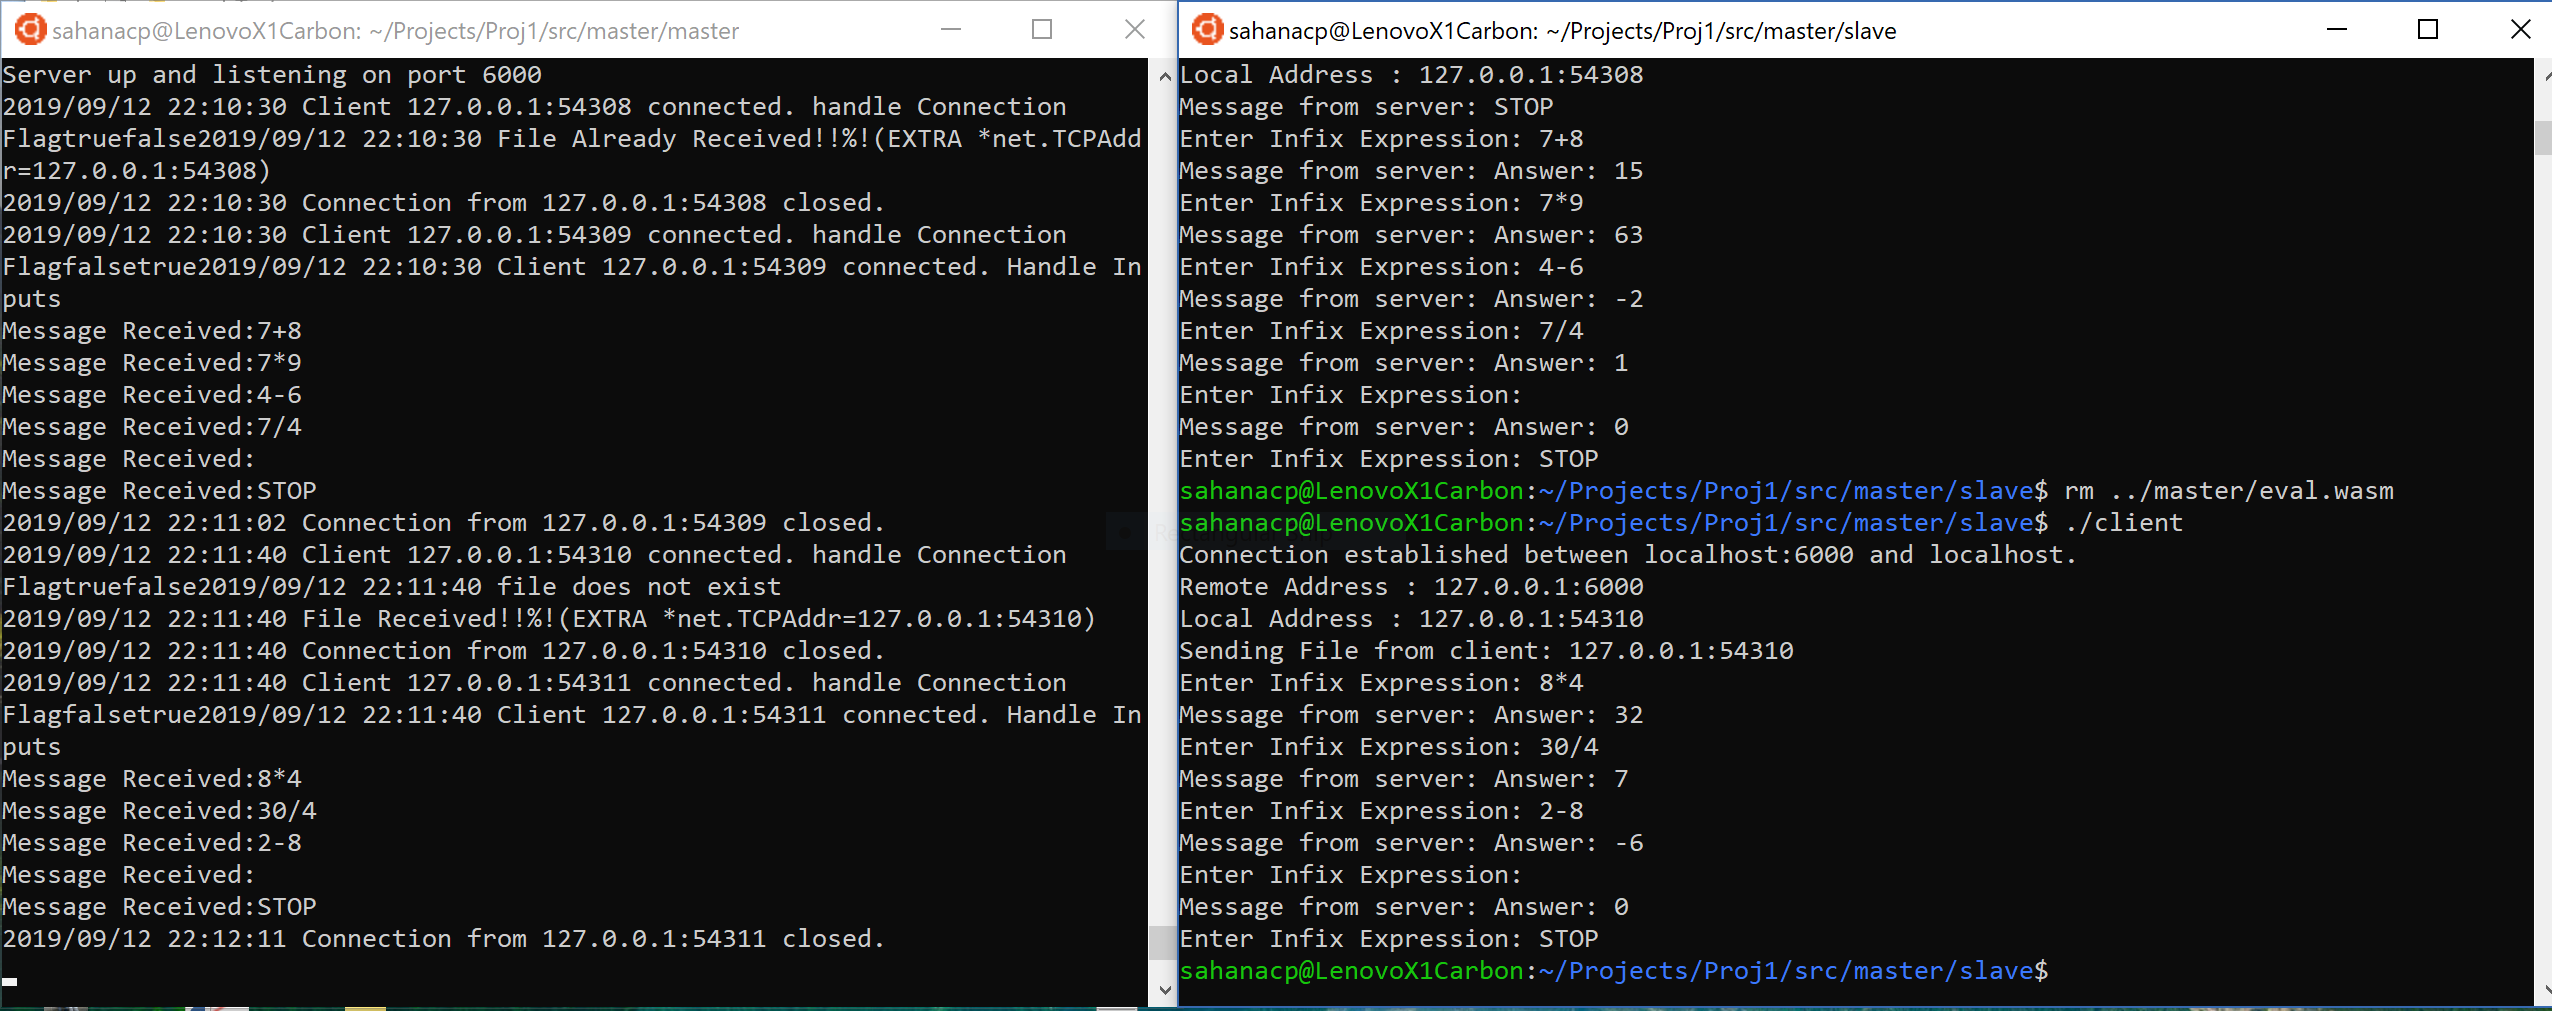 sahanacp@LenovoX1Carbon: ~/Projects/Proj1/src/master/master
Server up and listening on port 6000
2019/09/12 22:10:30 Client 127.0.0.1:54308 connected. handle Connection
Flagtruefalse2019/09/12 22:10:30 File Already Received!!%!(EXTRA *net.TCPAdd
r=127.0.0.1:54308)
2019/09/12 22:10:30 Connection from 127.0.0.1:54308 closed.
2019/09/12 22:10:30 Client 127.0.0.1:54309 connected. handle Connection
Flagfalsetrue2019/09/12 22:10:30 Client 127.0.0.1:54309 connected. Handle In
puts
Message Received:7+8
Message Received:7*9
Message Received:4-6
Message Received:7/4
Message Received:
Message Received:STOP
2019/09/12 22:11:02 Connection from 127.0.0.1:54309 closed.
2019/09/12 22:11:40 Client 127.0.0.1:54310 connected. handle Connection
Flagtruefalse2019/09/12 22:11:40 file does not exist
2019/09/12 22:11:40 File Received!!%!(EXTRA *net.TCPAddr=127.0.0.1:54310)
2019/09/12 22:11:40 Connection from 127.0.0.1:54310 closed.
2019/09/12 22:11:40 Client 127.0.0.1:54311 connected. handle Connection
Flagfalsetrue2019/09/12 22:11:40 Client 127.0.0.1:54311 connected. Handle In
puts
Message Received:8*4
Message Received:30/4
Message Received:2-8
Message Received:
Message Received:STOP
2019/09/12 22:12:11 Connection from 127.0.0.1:54311 closed.
sahanacp@LenovoX1Carbon: ~/Projects/Proj1/src/master/slave
Local Address : 127.0.0.1:54308
Message from server: STOP
Enter Infix Expression: 7+8
Message from server: Answer: 15
Enter Infix Expression: 7*9
Message from server: Answer: 63
Enter Infix Expression: 4-6
Message from server: Answer: -2
Enter Infix Expression: 7/4
Message from server: Answer: 1
Enter Infix Expression:
Message from server: Answer: 0
Enter Infix Expression: STOP
sahanacp@LenovoX1Carbon:~/Projects/Proj1/src/master/slave$ rm ../master/eval.wasm
sahanacp@LenovoX1Carbon:~/Projects/Proj1/src/master/slave$ ./client
Connection established between localhost:6000 and localhost.
Remote Address : 127.0.0.1:6000
Local Address : 127.0.0.1:54310
Sending File from client: 127.0.0.1:54310
Enter Infix Expression: 8*4
Message from server: Answer: 32
Enter Infix Expression: 30/4
Message from server: Answer: 7
Enter Infix Expression: 2-8
Message from server: Answer: -6
Enter Infix Expression:
Message from server: Answer: 0
Enter Infix Expression: STOP
sahanacp@LenovoX1Carbon:~/Projects/Proj1/src/master/slave$